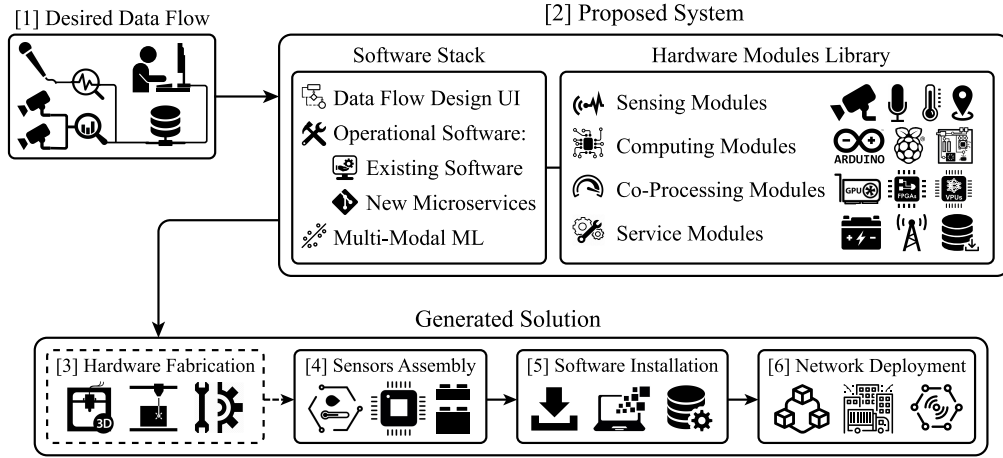 [1] Desired Data Flow
[2] Proposed System
Software Stack
Data Flow Design UI
Operational Software:
Existing Software
New Microservices
Multi-Modal ML
Hardware Modules Library
Sensing Modules
Computing Modules
ARDUINO
Co-Processing Modules
GPU
FPGAs
VPUs
Service Modules
Generated Solution
[3] Hardware Fabrication
3D
[4] Sensors Assembly
[5] Software Installation
[6] Network Deployment